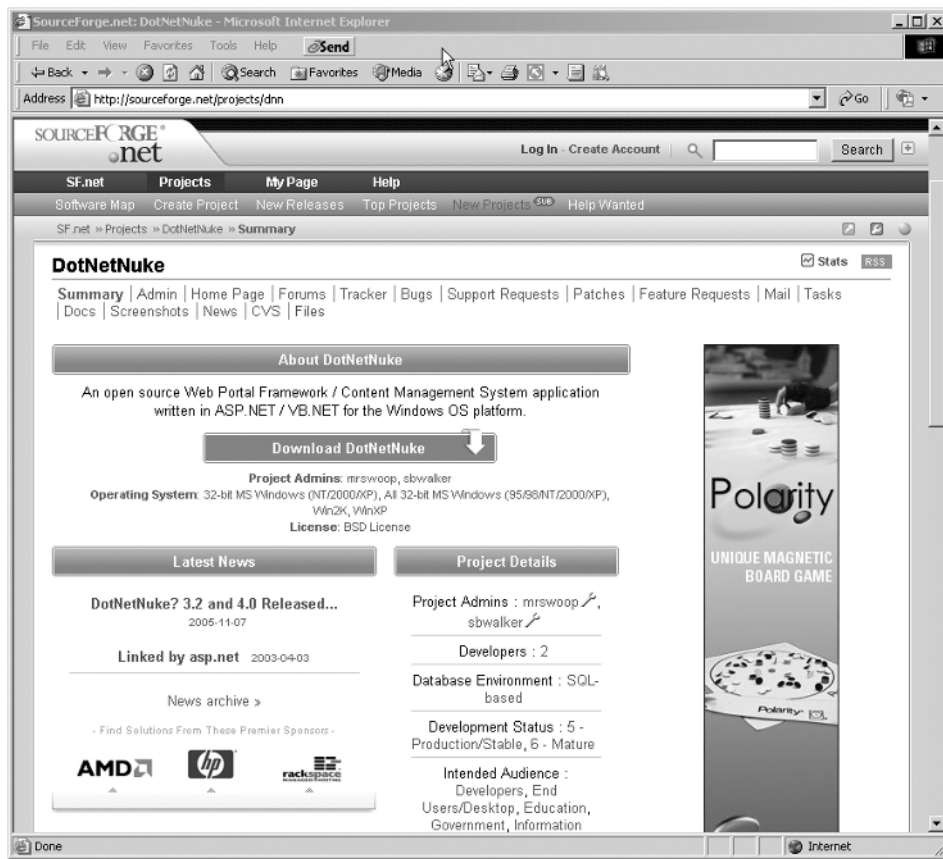 SourceForge.net: DotNetNuke - Microsoft Internet Explorer
File Edit View Favorites Tools Help Send
Back Search Favorites Media
Address http://sourceforge.net/projects/dnn Go
SOURCEFORGE
.net
Log In - Create Account Search
SF.net Projects My Page Help
Software Map Create Project New Releases Top Projects New Projects SUB Help Wanted
SF.net » Projects » DotNetNuke » Summary
DotNetNuke Stats RSS
Summary | Admin | Home Page | Forums | Tracker | Bugs | Support Requests | Patches | Feature Requests | Mail | Tasks
| Docs | Screenshots | News | CVS | Files
About DotNetNuke
An open source Web Portal Framework / Content Management System application
written in ASP.NET / VB.NET for the Windows OS platform.
Download DotNetNuke
Project Admins: mrswoop, sbwalker
Operating System: 32-bit MS Windows (NT/2000/XP), All 32-bit MS Windows (95/98/NT/2000/XP),
Win2K, WinXP
License: BSD License
Latest News
DotNetNuke? 3.2 and 4.0 Released...
2005-11-07
Linked by asp.net 2003-04-03
News archive »
- Find Solutions From These Premier Sponsors -
AMD
hp
rackspace
MANAGED HOSTING
Project Details
Project Admins : mrswoop,
sbwalker
Developers : 2
Database Environment : SQL-
based
Development Status : 5 -
Production/Stable, 6 - Mature
Intended Audience :
Developers, End
Users/Desktop, Education,
Government, Information
Polarity
UNIQUE MAGNETIC
BOARD GAME
Polarity
Done Internet